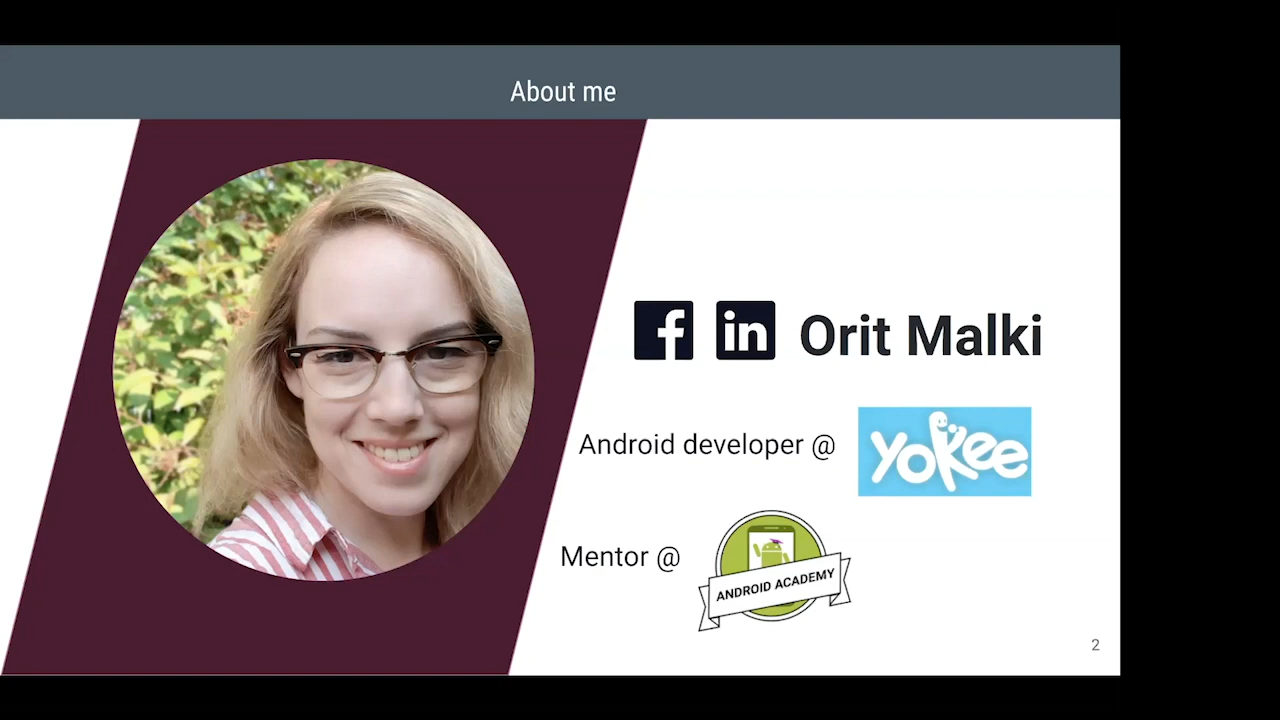 About me
f in Orit Malki
Android developer @ Yokee
Mentor @ ANDROID ACADEMY
2